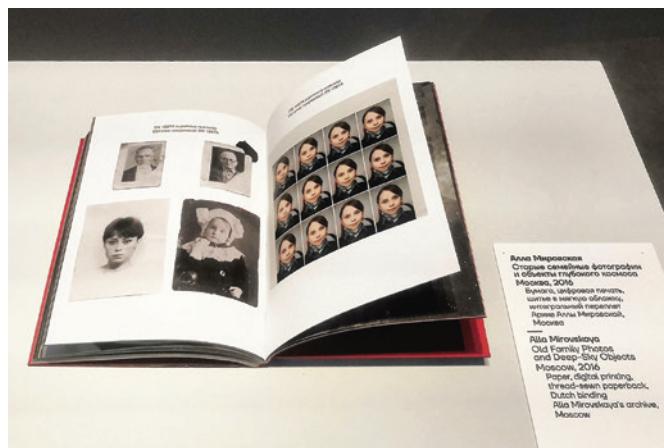 Алла Мировская
Старые семейные фотографии
и объекты глубокого космоса
Москва, 2016
Бумага, цифровая печать,
шитье в мягкую обложку,
интегральный переплет
Архив Аллы Мировской,
Москва
Alla Mirovskaya
Old Family Photos
and Deep-Sky Objects
Moscow, 2016
Paper, digital printing,
thread-sewn paperback,
Dutch binding
Alla Mirovskaya's archive,
Moscow